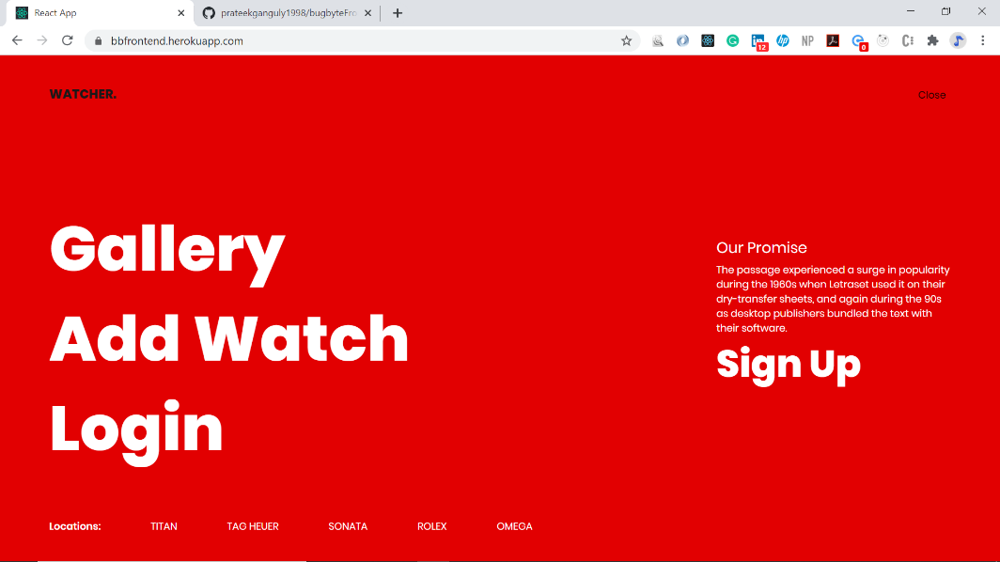 React App
prateekganguly1998/bugbyteFro
bbfrontend.herokuapp.com
12
NP
0
WATCHER.
Close
Gallery
Add Watch
Login
Our Promise
The passage experienced a surge in popularity
during the 1960s when Letraset used it on their
dry-transfer sheets, and again during the 90s
as desktop publishers bundled the text with
their software.
Sign Up
Locations: TITAN TAG HEUER SONATA ROLEX OMEGA